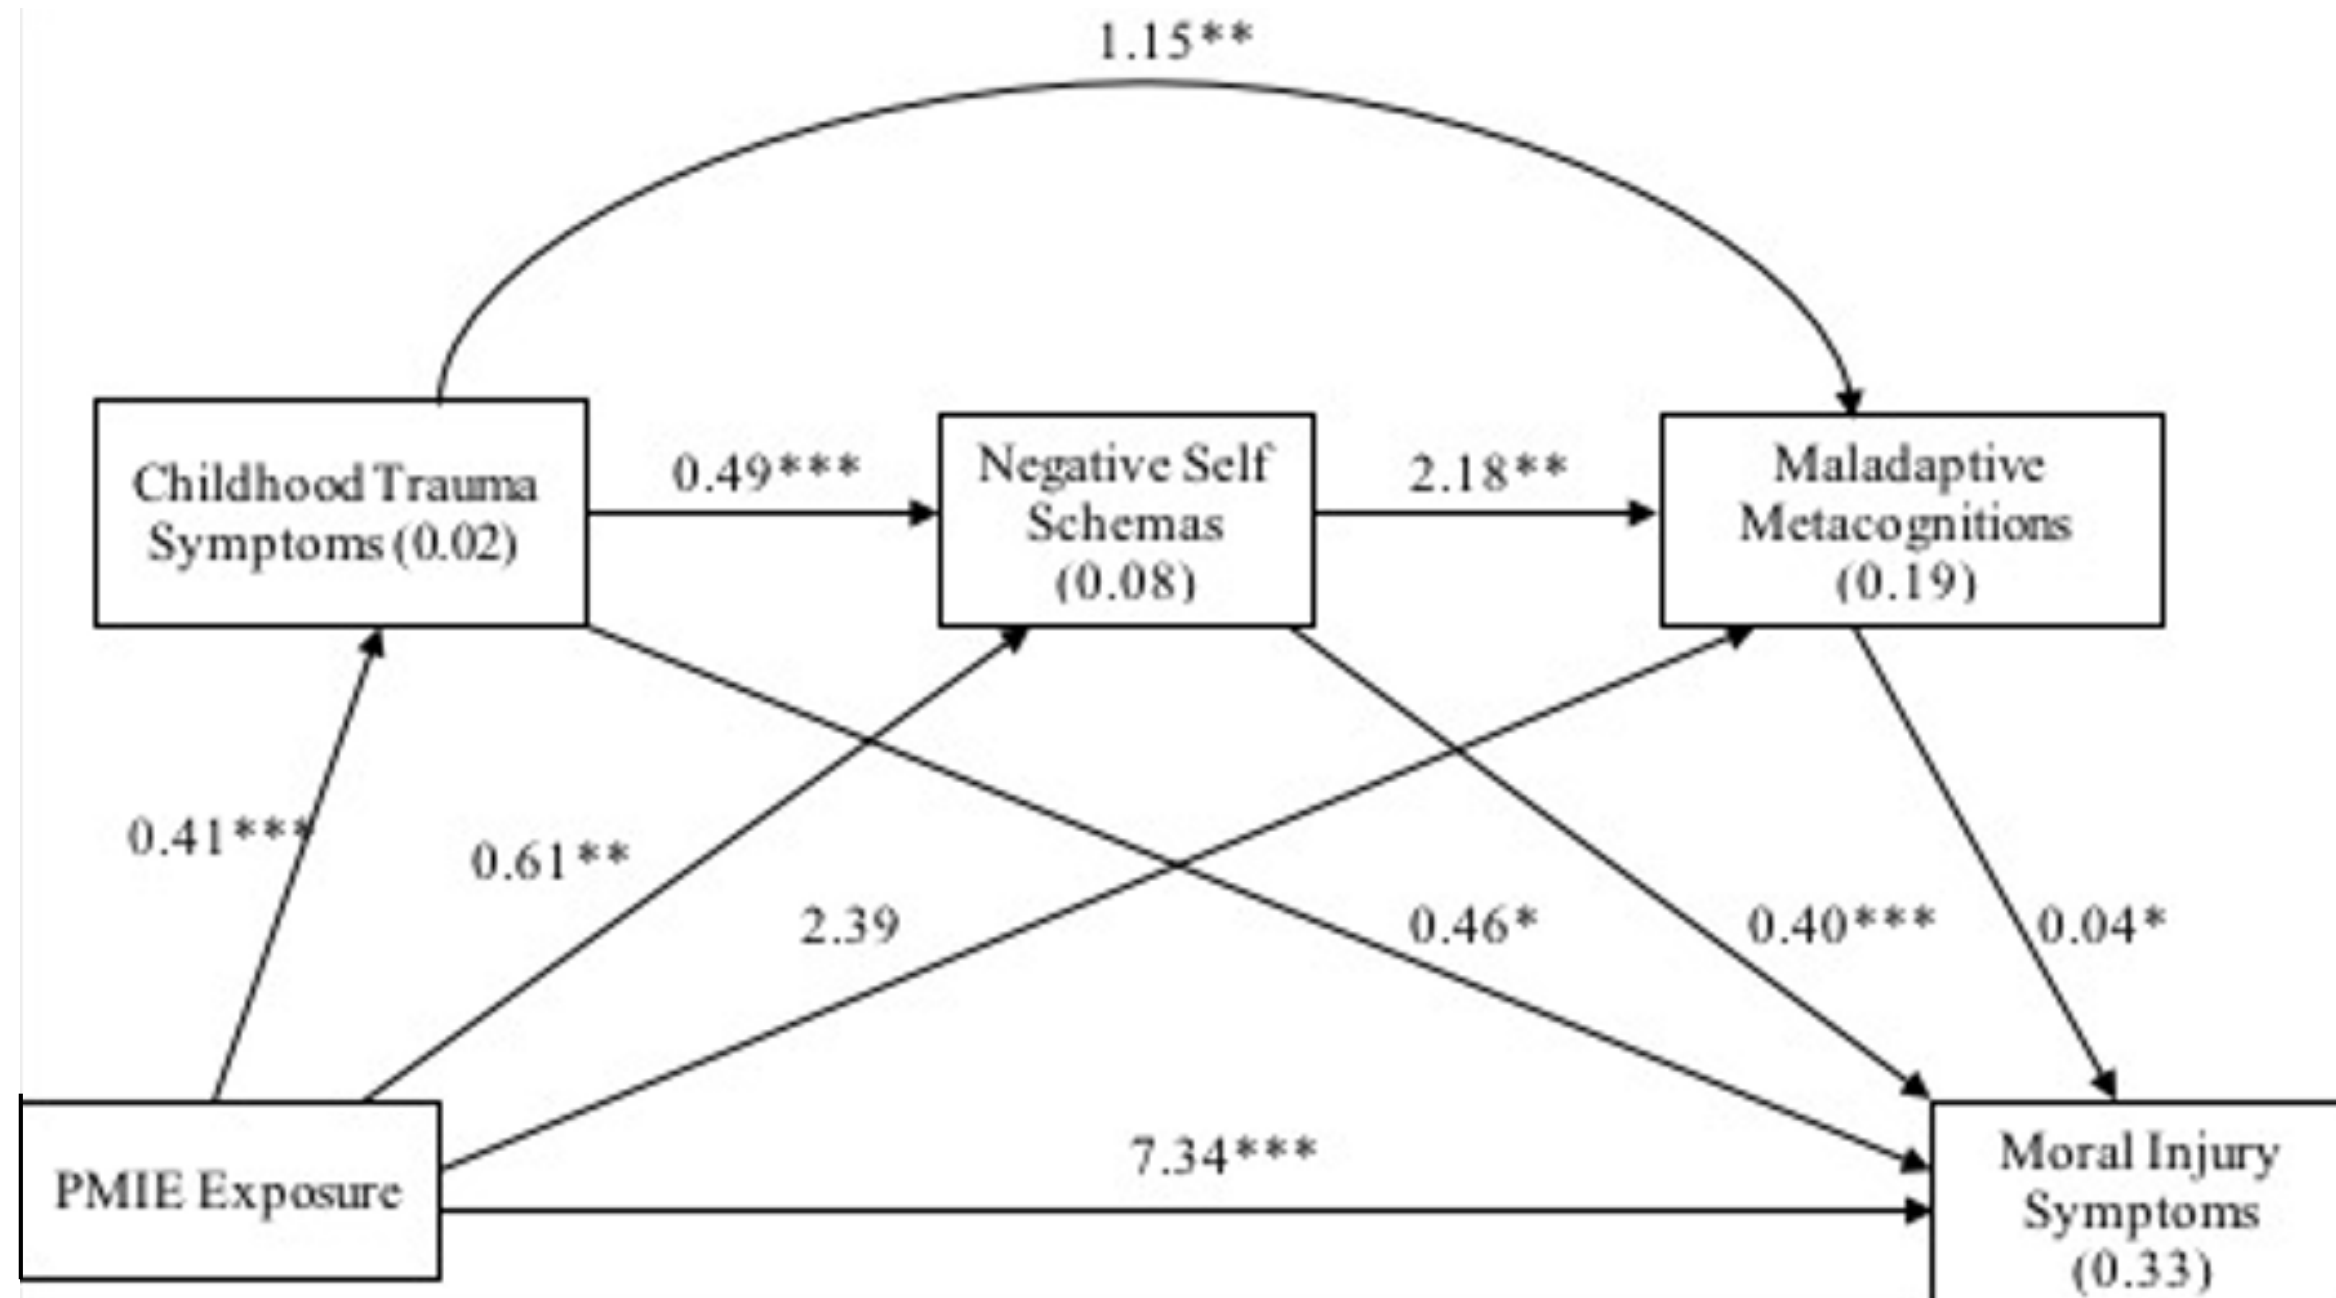 1.15**
Childhood Trauma
Symptoms (0.02)
0.49***
Negative Self
Schemas
(0.08)
2.18**
Maladaptive
Metacognitions
(0.19)
0.41***
0.61**
2.39
0.46*
0.40***
0.04*
PMIE Exposure
7.34***
Moral Injury
Symptoms
(0.33)